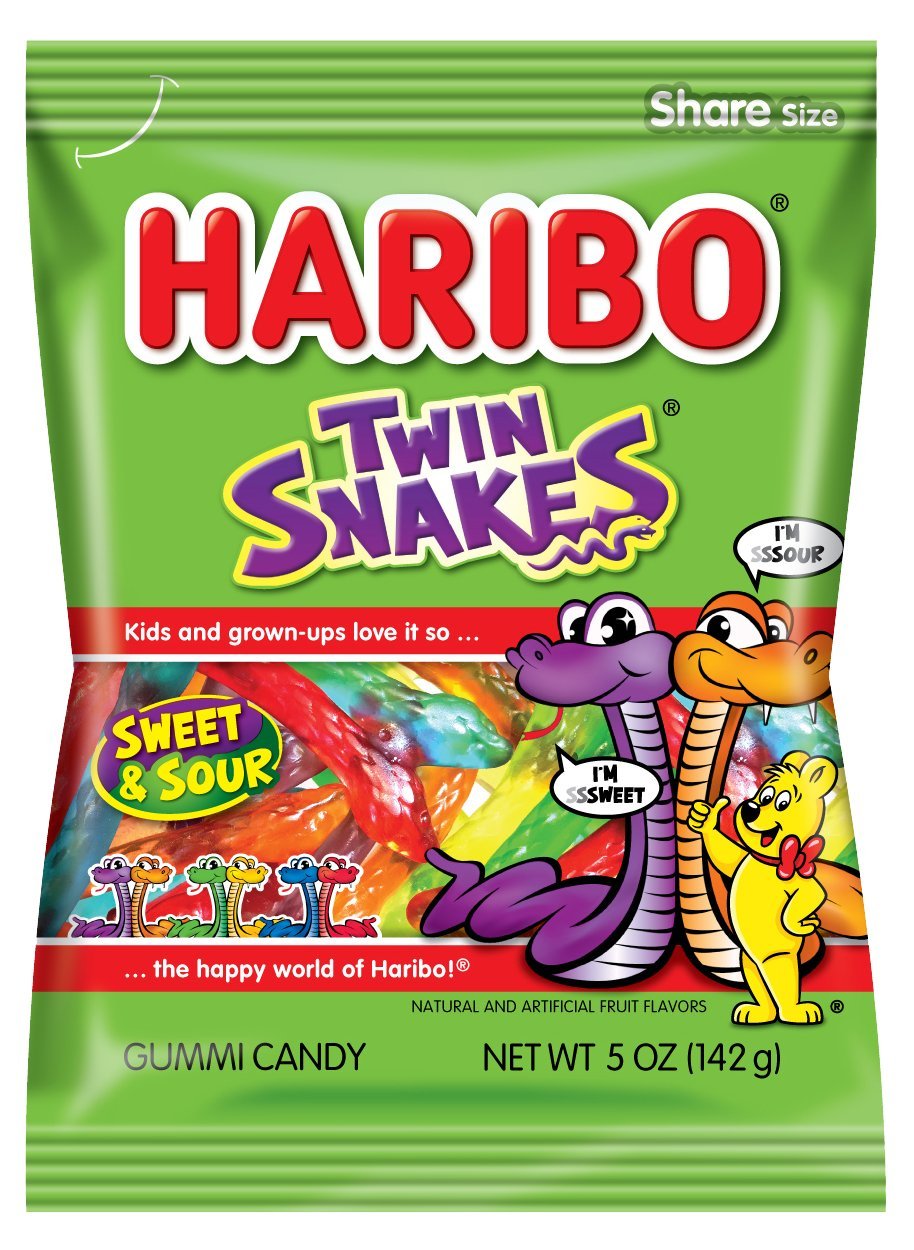 Share Size
HARIBO®
TWIN
SNAKES®
I'M
SSSOUR
Kids and grown-ups love it so ...
SWEET
& SOUR
I'M
SSSWEET
... the happy world of Haribo!®
NATURAL AND ARTIFICIAL FRUIT FLAVORS
®
GUMMI CANDY
NET WT 5 OZ (142 g)